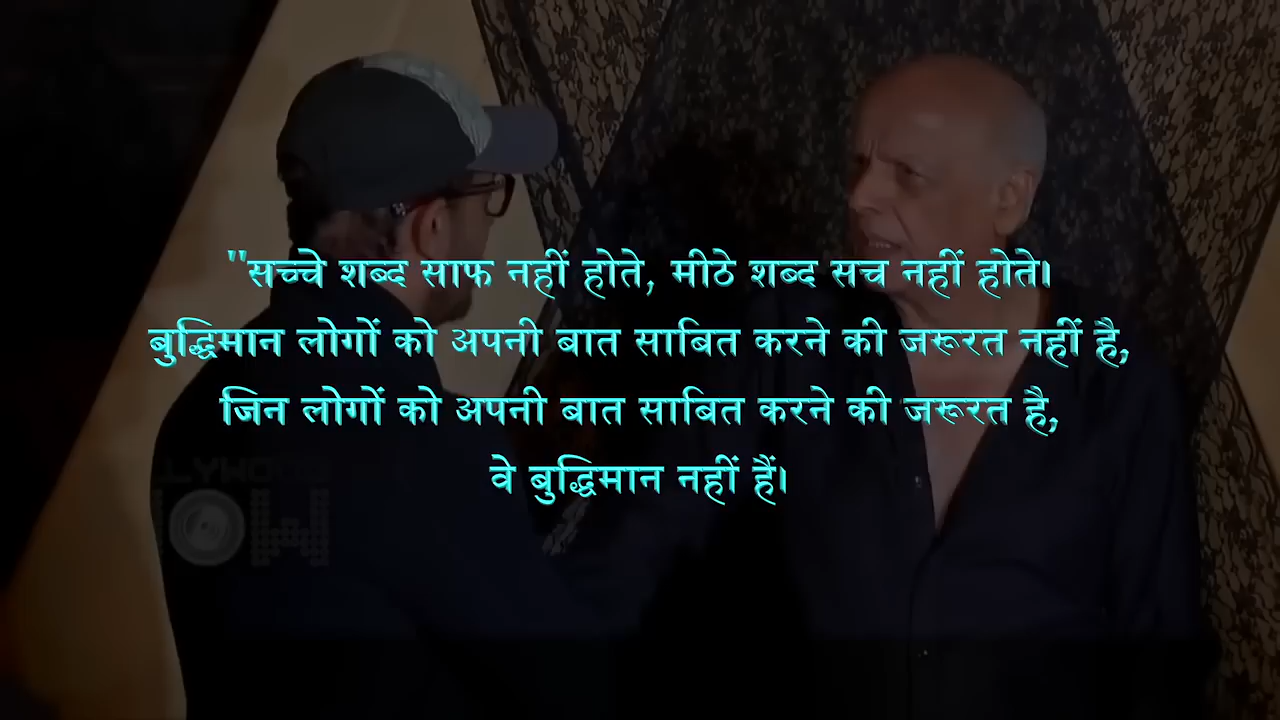 "सच्चे शब्द साफ नहीं होते, मीठे शब्द सच नहीं होते।
बुद्धिमान लोगों को अपनी बात साबित करने की जरूरत नहीं है,
जिन लोगों को अपनी बात साबित करने की जरूरत है,
वे बुद्धिमान नहीं हैं।